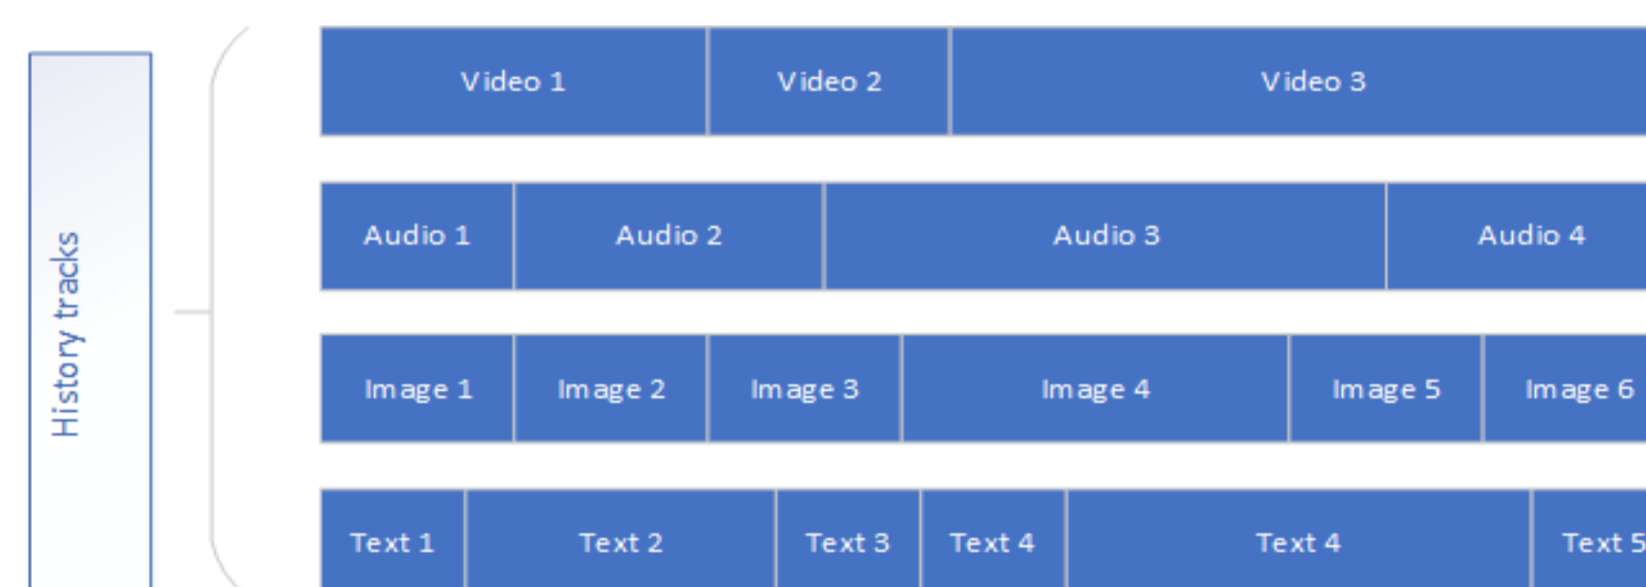 History tracks
Video 1 Video 2 Video 3
Audio 1 Audio 2 Audio 3 Audio 4
Image 1 Image 2 Image 3 Image 4 Image 5 Image 6
Text 1 Text 2 Text 3 Text 4 Text 4 Text 5